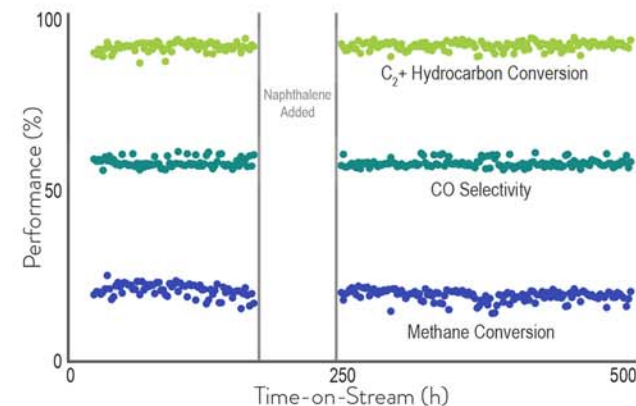 100
C₂+ Hydrocarbon Conversion
Naphthalene
Added
Performance (%)
50
CO Selectivity
Methane Conversion
0
0
250
500
Time-on-Stream (h)